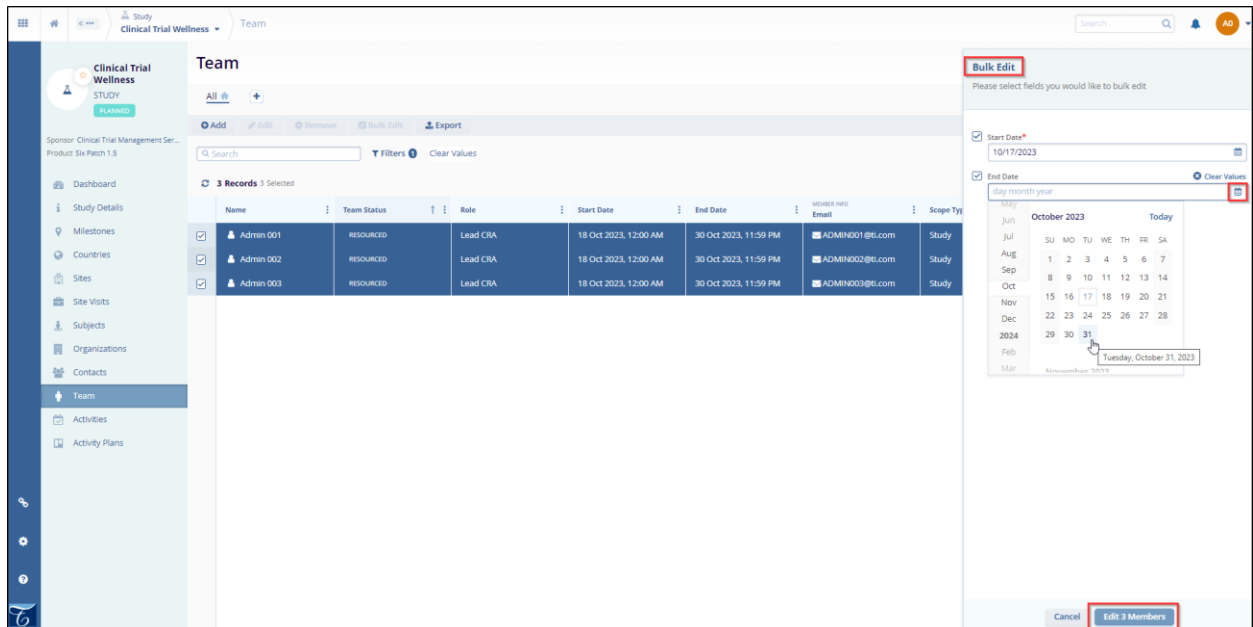 Study
Clinical Trial Wellness
Team
Search
A0
Clinical Trial Wellness
STUDY
PLANNED
Sponsor Clinical Trial Management Ser...
Product Six Patch 1.5
Dashboard
Study Details
Milestones
Countries
Sites
Site Visits
Subjects
Organizations
Contacts
Team
Activities
Activity Plans
Team
All
Add Edit Remove Bulk Edit Export
Search Filters 1 Clear Values
3 Records 3 Selected
Name Team Status Role Start Date End Date MEMBER INFO Email Scope Typ
Admin 001 RESOURCED Lead CRA 18 Oct 2023, 12:00 AM 30 Oct 2023, 11:59 PM ADMIN001@ti.com Study
Admin 002 RESOURCED Lead CRA 18 Oct 2023, 12:00 AM 30 Oct 2023, 11:59 PM ADMIN002@ti.com Study
Admin 003 RESOURCED Lead CRA 18 Oct 2023, 12:00 AM 30 Oct 2023, 11:59 PM ADMIN003@ti.com Study
Bulk Edit
Please select fields you would like to bulk edit
Start Date*
10/17/2023
End Date Clear Values
day month year
May
Jun
Jul
Aug
Sep
Oct
Nov
Dec
2024
Feb
Mar
October 2023 Today
SU MO TU WE TH FR SA
1 2 3 4 5 6 7
8 9 10 11 12 13 14
15 16 17 18 19 20 21
22 23 24 25 26 27 28
29 30 31
Tuesday, October 31, 2023
November 2023
Cancel Edit 3 Members